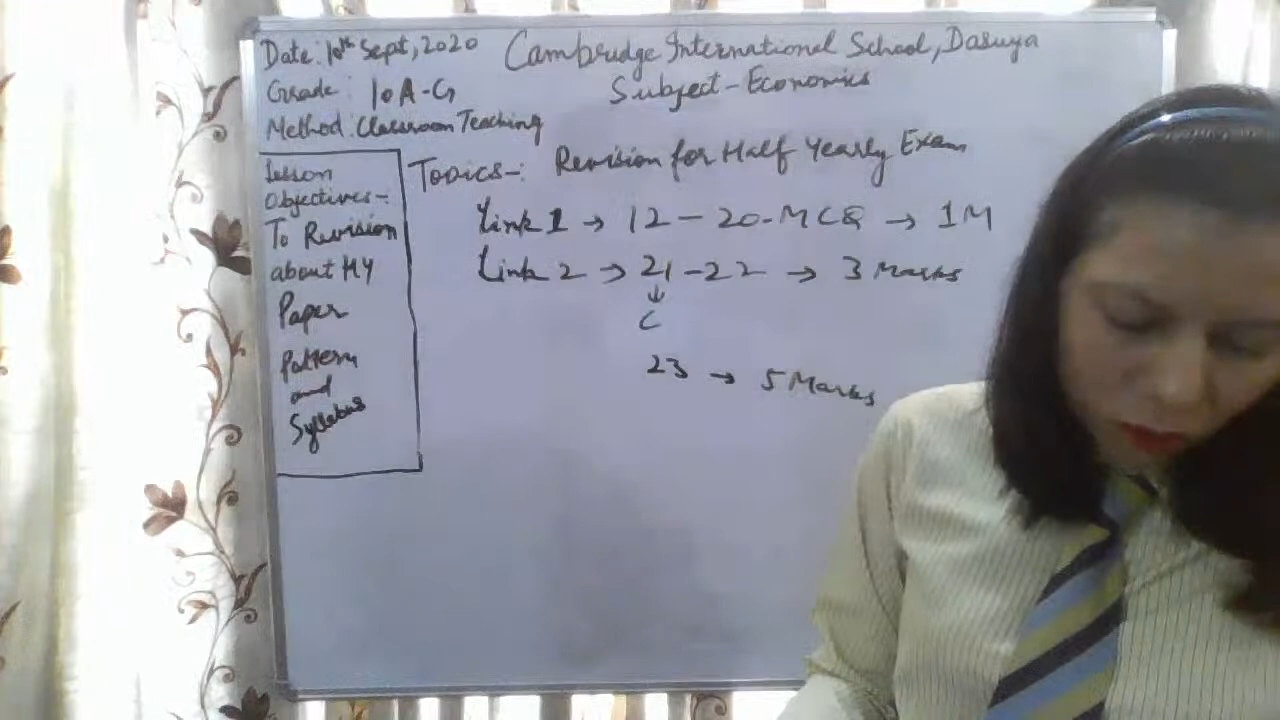 Date: 10th Sept, 2020
Cambridge International School, Dasuya
Grade: 10 A-G
Subject - Economics
Method: Classroom Teaching
Lesson
Objectives:-
To Revision
about HY
Paper
Pattern
and
Syllabus
Topics-: Revision for Half Yearly Exam
Link 1 → 12 - 20 - MCQ → 1M
Link 2 → 21 - 22 → 3 Marks
↓
C
23 → 5 Marks